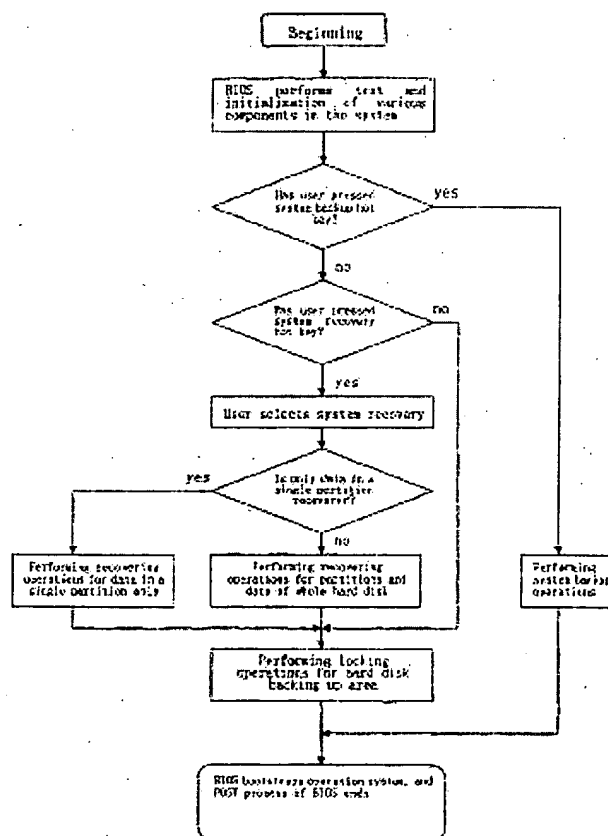 Beginning
BIOS performs test and
initialization of various
components in the system
Has user pressed
system backup hot
key?
yes
no
Has user pressed
system recovery
hot key?
no
yes
User selects system recovery
Is only data in a
single partition
recovered?
yes
no
Performing recovering
operations for data in a
single partition only
Performing recovering
operations for partitions and
data of whole hard disk
Performing
system
operations
Performing locking
operations for hard disk
backing up area
BIOS bootstraps operation system, and
POST process of BIOS ends